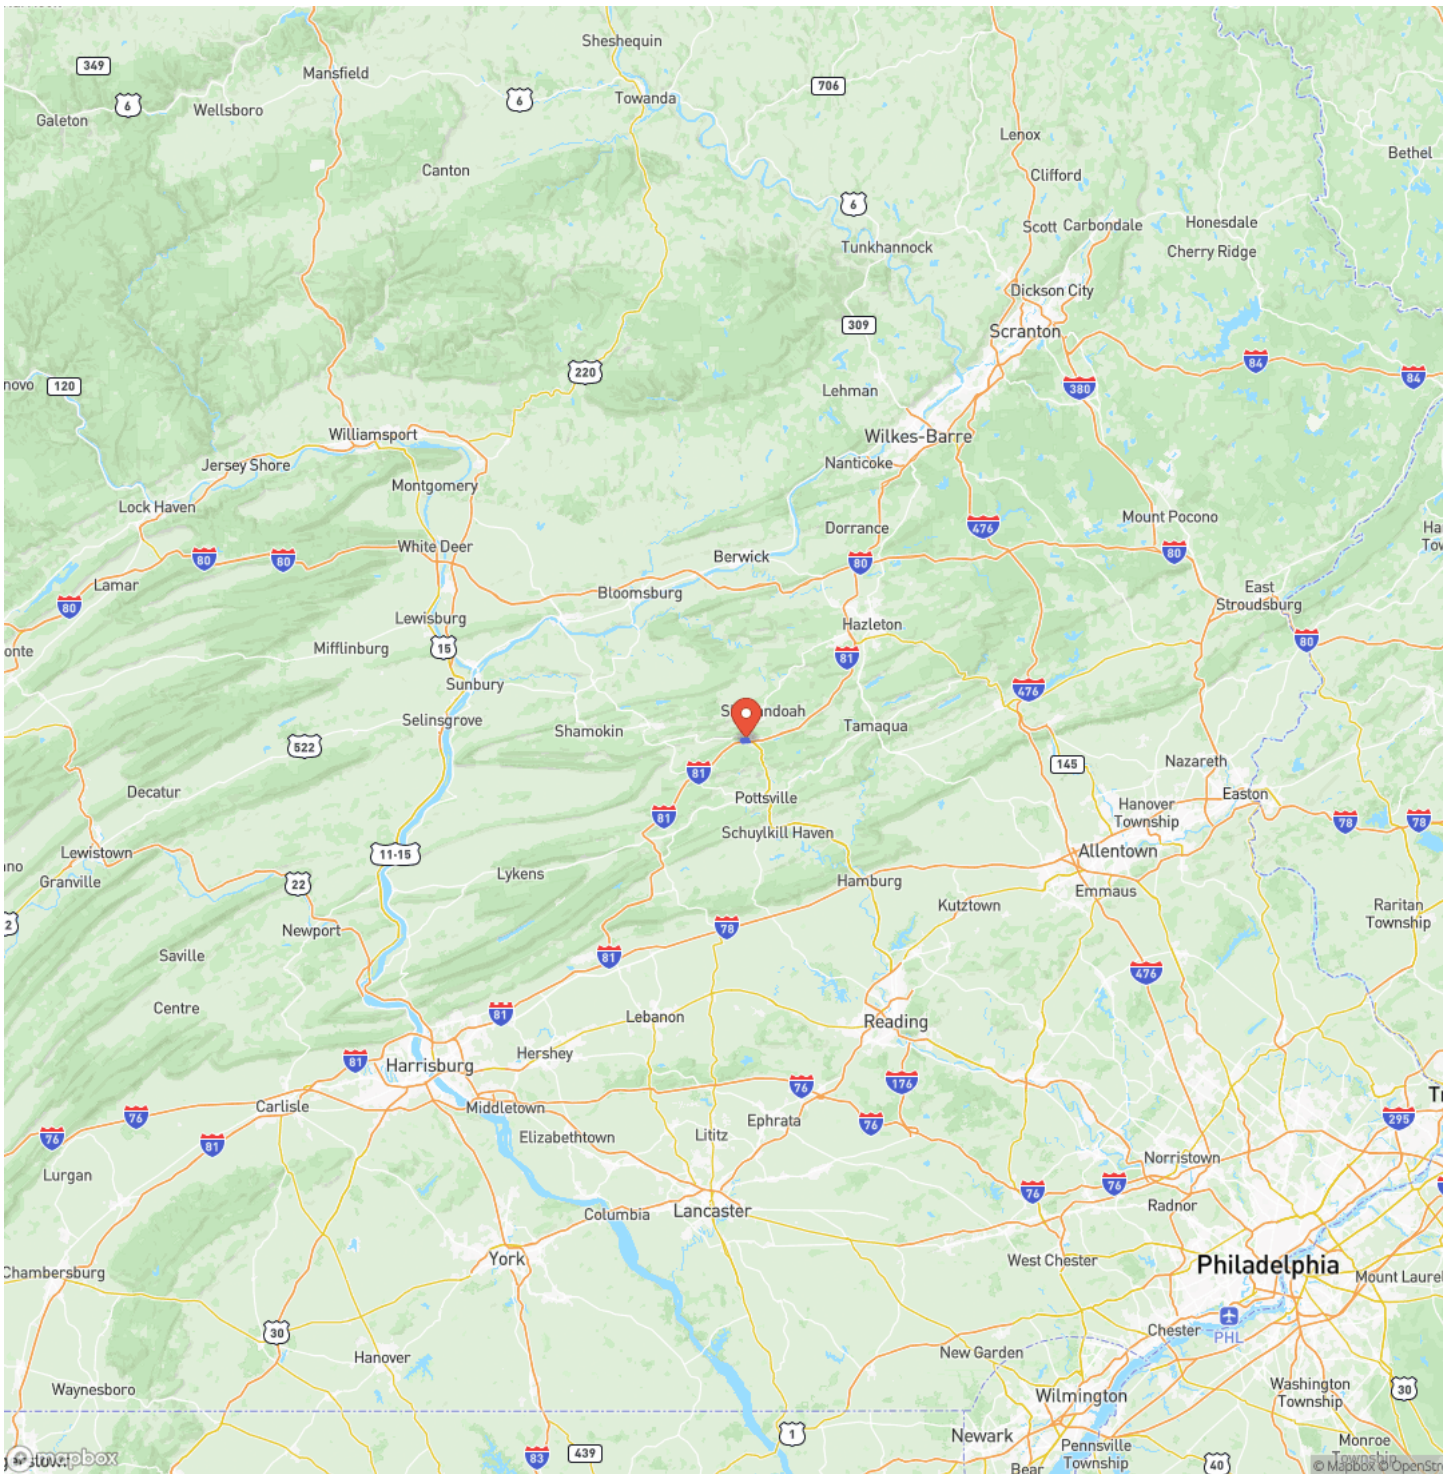 Sheshequin
349
Mansfield
706
6
6
Towanda
Wellsboro
Galeton
Lenox
Bethel
Canton
Clifford
6
Scott
Carbondale
Honesdale
Tunkhannock
Cherry Ridge
Dickson City
309
Scranton
84
220
84
novo
120
380
Lehman
Williamsport
Wilkes-Barre
Jersey Shore
Nanticoke
Montgomery
Lock Haven
Mount Pocono
476
Dorrance
White Deer
Berwick
80
80
80
80
Lamar
East
Stroudsburg
Bloomsburg
80
Lewisburg
Hazleton
80
Mifflinburg
15
onte
81
Sunbury
476
Selinsgrove
Shamokin
Tamaqua
522
Nazareth
145
81
Decatur
Pottsville
Easton
Hanover
Township
81
78
78
Schuylkill Haven
Lewistown
11-15
Allentown
Granville
22
Lykens
Hamburg
Emmaus
Kutztown
Raritan
Township
Newport
78
Saville
81
476
Centre
81
Lebanon
Reading
Hershey
81
Harrisburg
76
176
Carlisle
Middletown
76
76
81
Ephrata
76
295
Elizabethtown
Lititz
Norristown
Lurgan
76
76
Radnor
Columbia
Lancaster
York
West Chester
Philadelphia
Chambersburg
Mount Laurel
PHL
30
Chester
Hanover
New Garden
Waynesboro
Washington
Township
30
Wilmington
1
Newark
Monroe
Township
83
439
Pennsville
Township
mapbox
40
Bear
© Mapbox © OpenStr